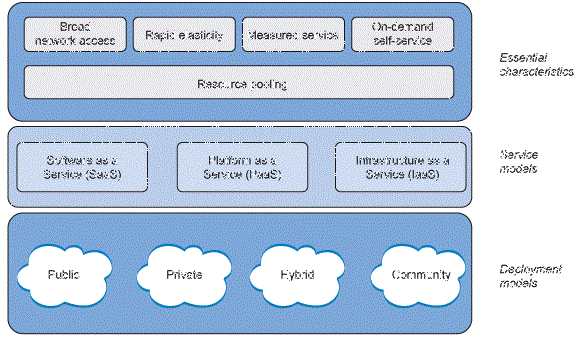 Broad
network access
Rapid elasticity
Measured service
On-demand
self-service
Resource pooling
Essential
characteristics
Software as a
Service (SaaS)
Platform as a
Service (PaaS)
Infrastructure as a
Service (IaaS)
Service
models
Public
Private
Hybrid
Community
Deployment
models